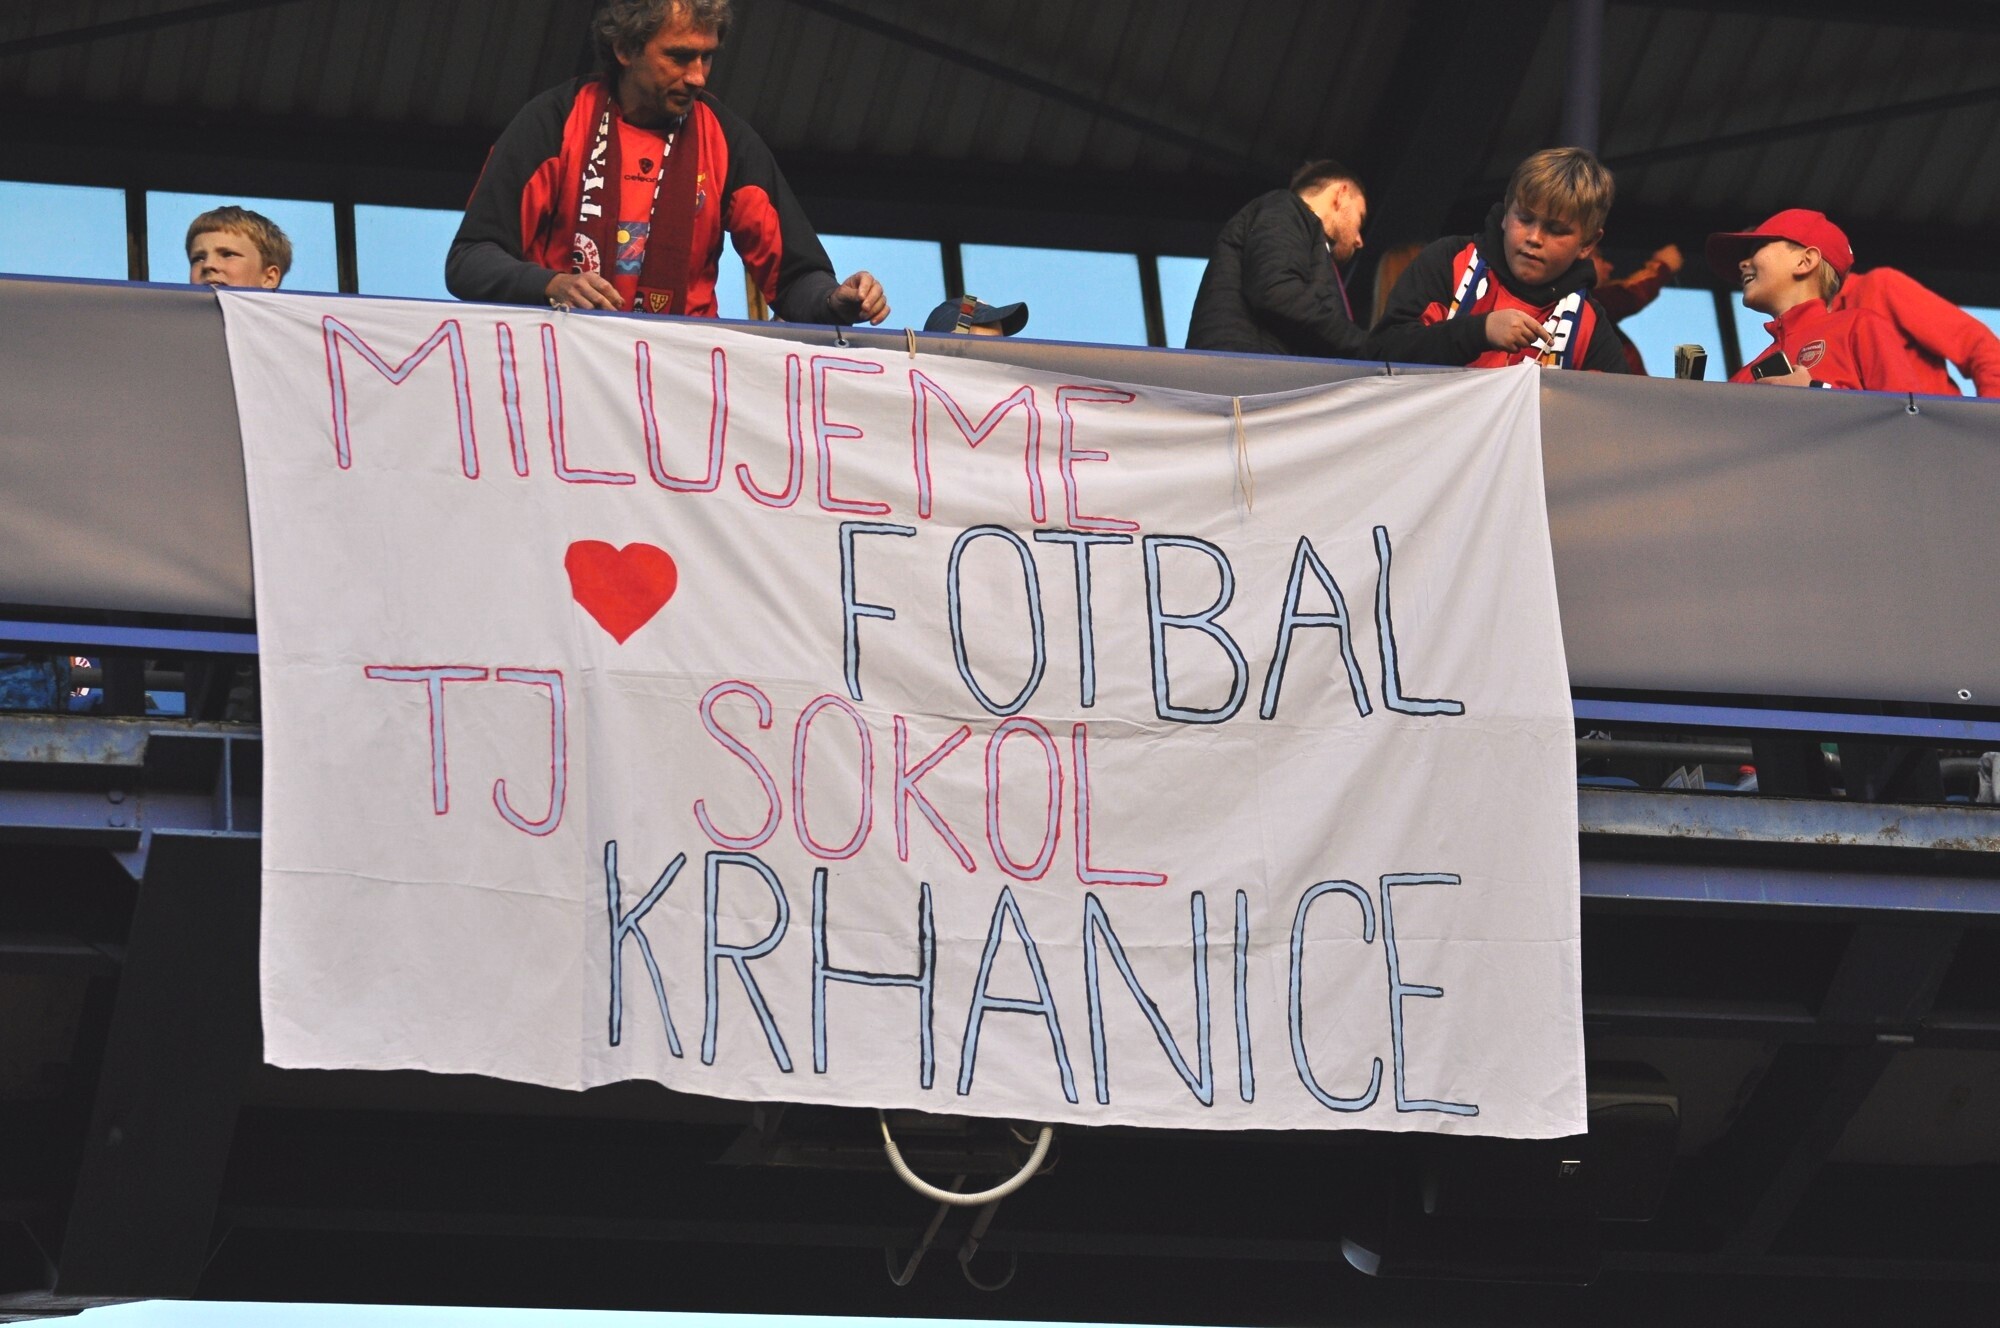 MILUJEME
FOTBAL
TJ SOKOL
KRHANICE